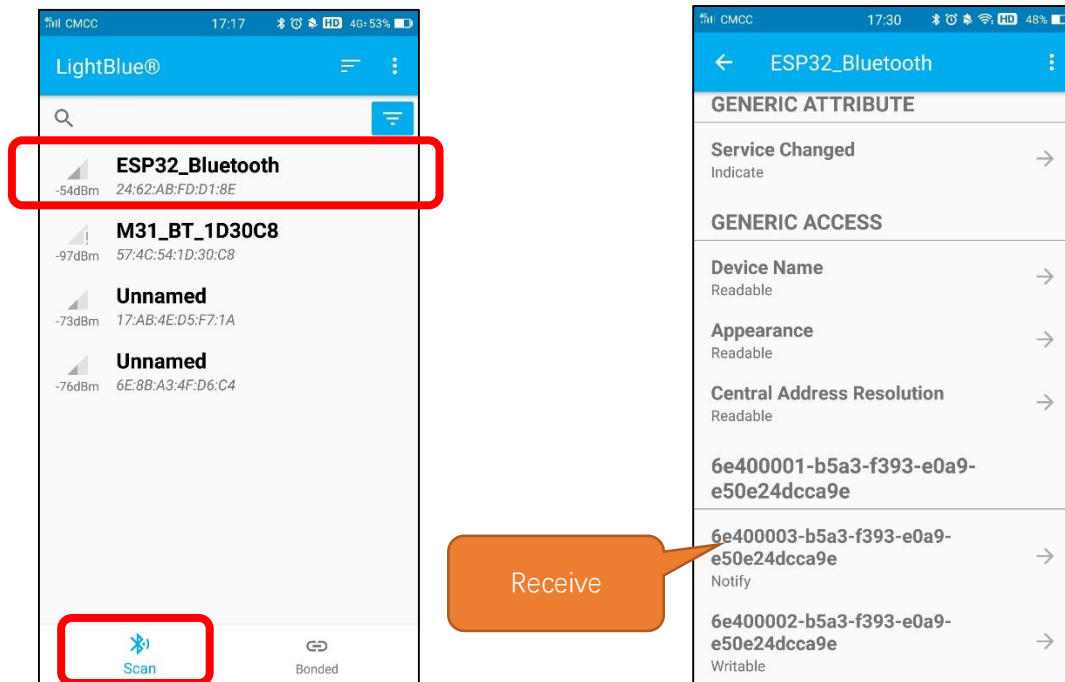 CMCC 17:17 HD 4G 53%
LightBlue®
ESP32_Bluetooth
-54dBm 24:62:AB:FD:D1:8E
M31_BT_1D30C8
-97dBm 57:4C:54:1D:30:C8
Unnamed
-73dBm 17:AB:4E:D5:F7:1A
Unnamed
-76dBm 6E:8B:A3:4F:D6:C4
Scan
Bonded
Receive
CMCC 17:30 HD 48%
ESP32_Bluetooth
GENERIC ATTRIBUTE
Service Changed
Indicate
GENERIC ACCESS
Device Name
Readable
Appearance
Readable
Central Address Resolution
Readable
6e400001-b5a3-f393-e0a9-
e50e24dcca9e
6e400003-b5a3-f393-e0a9-
e50e24dcca9e
Notify
6e400002-b5a3-f393-e0a9-
e50e24dcca9e
Writable